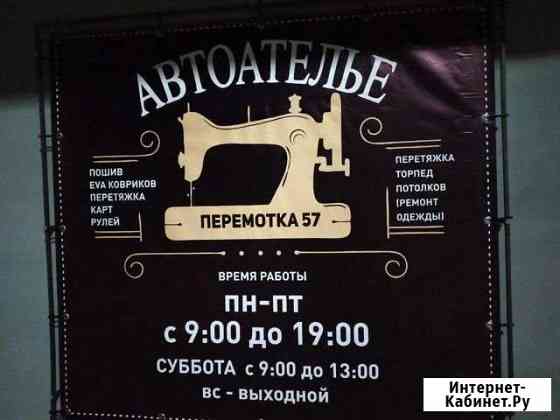 АВТОАТЕЛЬЕ
ПОШИВ
EVA КОВРИКОВ
ПЕРЕТЯЖКА
КАРТ
РУЛЕЙ
ПЕРЕТЯЖКА
ТОРПЕД
ПОТОЛКОВ
(РЕМОНТ
ОДЕЖДЫ)
ПЕРЕМОТКА 57
ВРЕМЯ РАБОТЫ
ПН-ПТ
с 9:00 до 19:00
СУББОТА с 9:00 до 13:00
ВС - ВЫХОДНОЙ
Интернет-
Кабинет.Ру